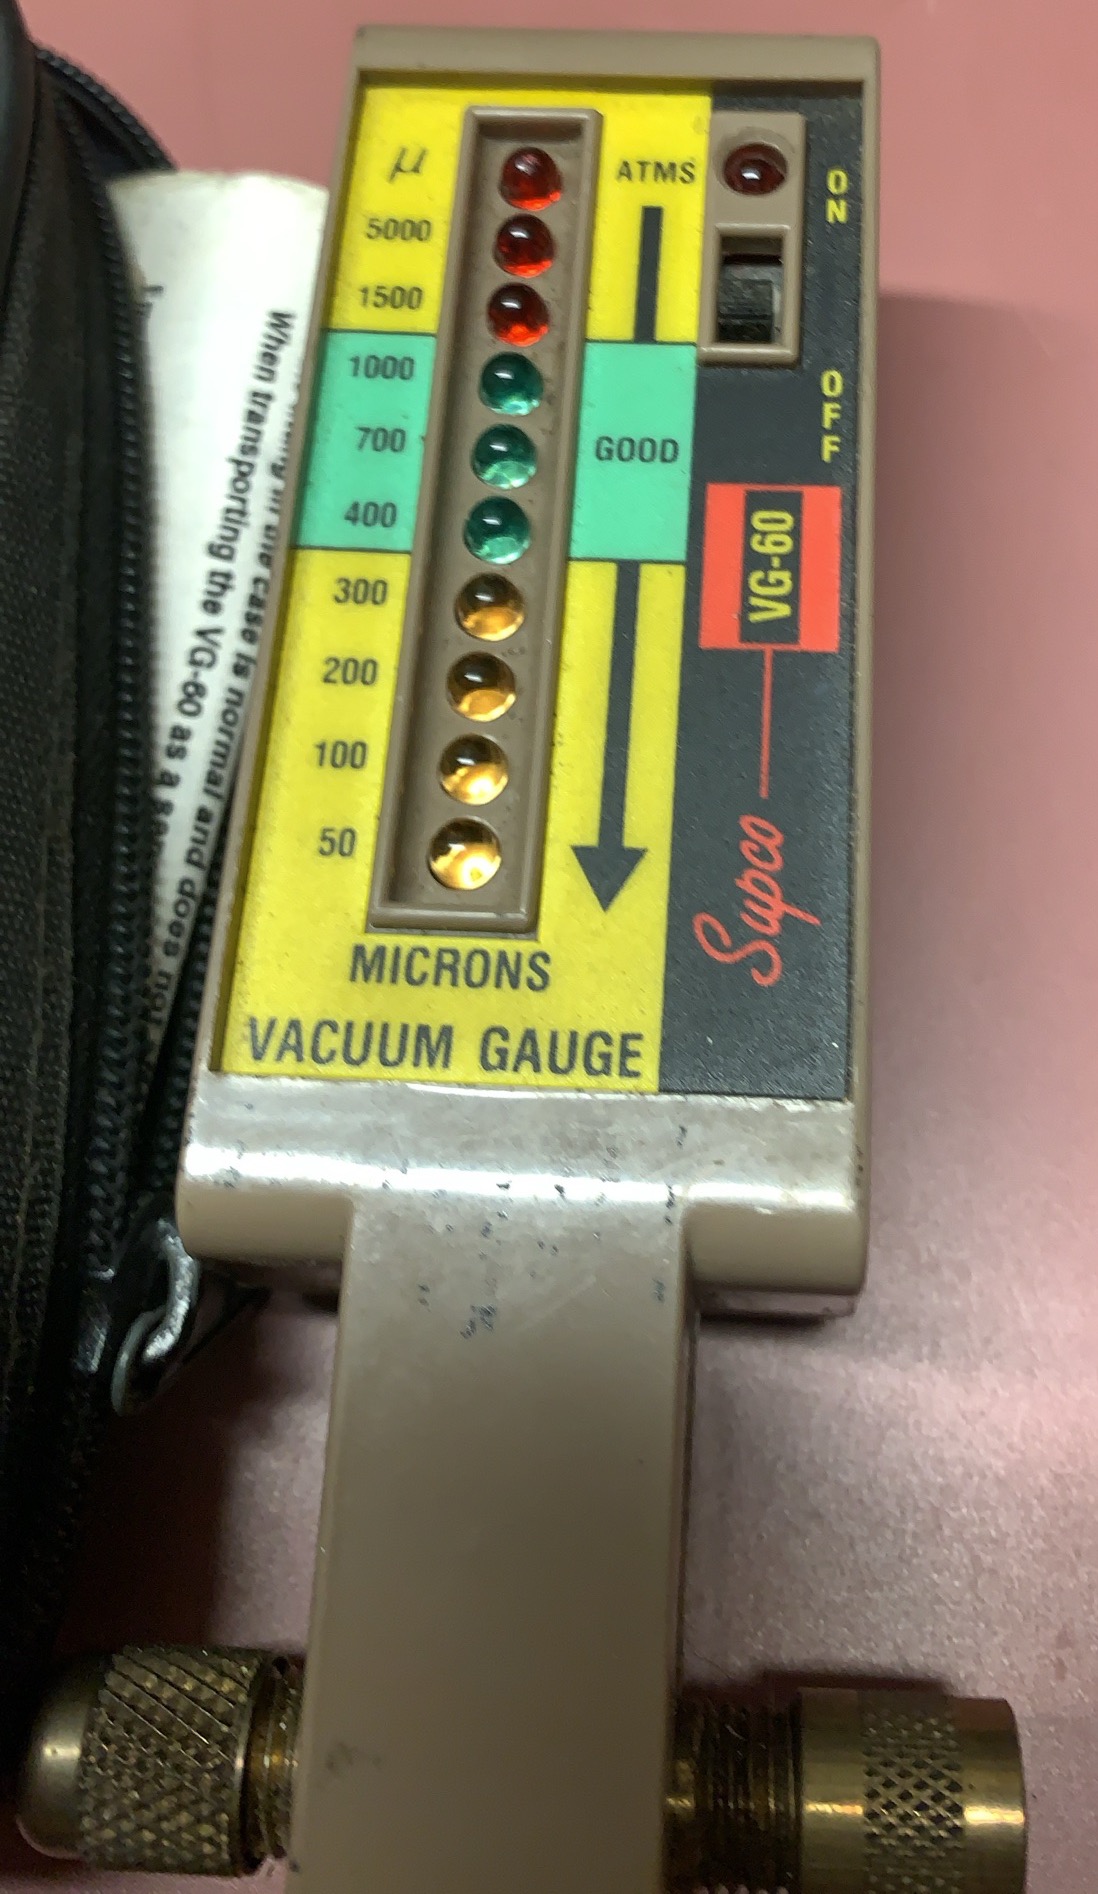 μ
ATMS
5000
1500
1000
700
400
GOOD
300
200
100
50
MICRONS
VACUUM GAUGE
ON
OFF
VG-60
Supco
in the case is normal and does not
When transporting the VG-60 as a